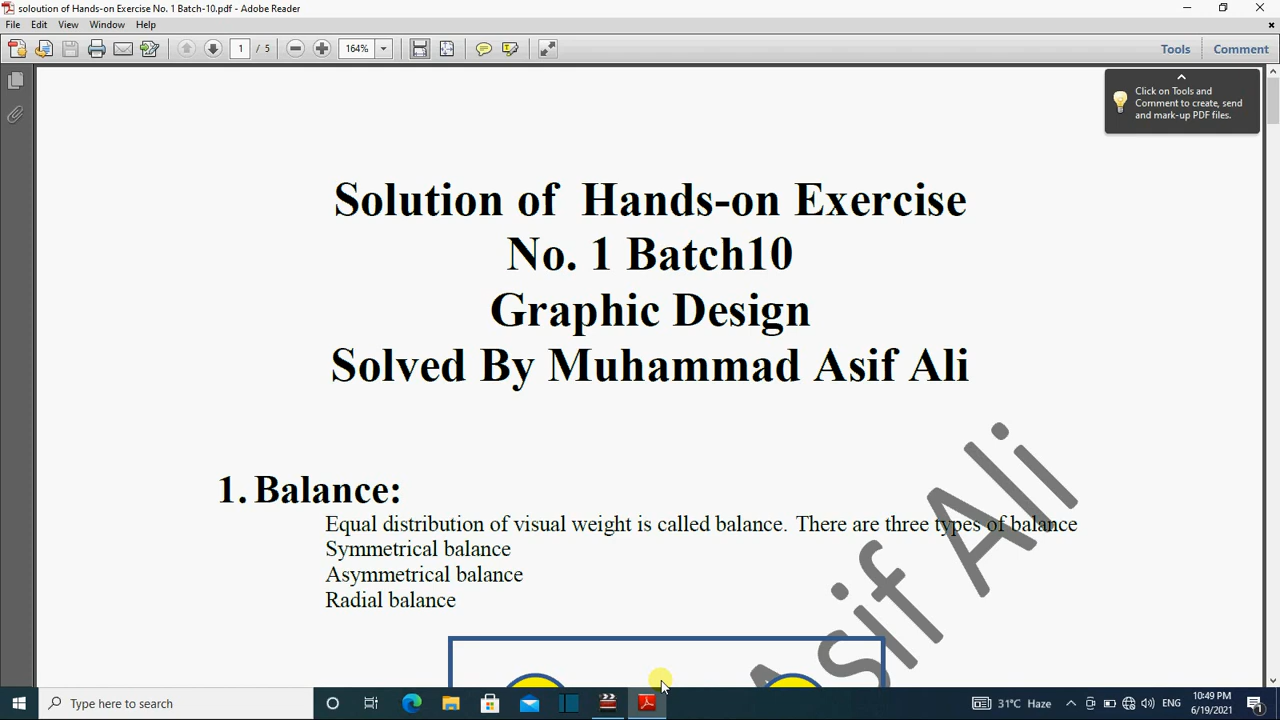 soloution of Hands-on Exercise No. 1 Batch-10.pdf - Adobe Reader
File Edit View Window Help
1 / 5 164% Tools Comment
Click on Tools and
Comment to create, send
and mark-up PDF files.
Solution of Hands-on Exercise
No. 1 Batch10
Graphic Design
Solved By Muhammad Asif Ali
1. Balance:
Equal distribution of visual weight is called balance. There are three types of balance
Symmetrical balance
Asymmetrical balance
Radial balance
Asif Ali
Type here to search
31°C Haze ENG
10:49 PM
6/19/2021
1